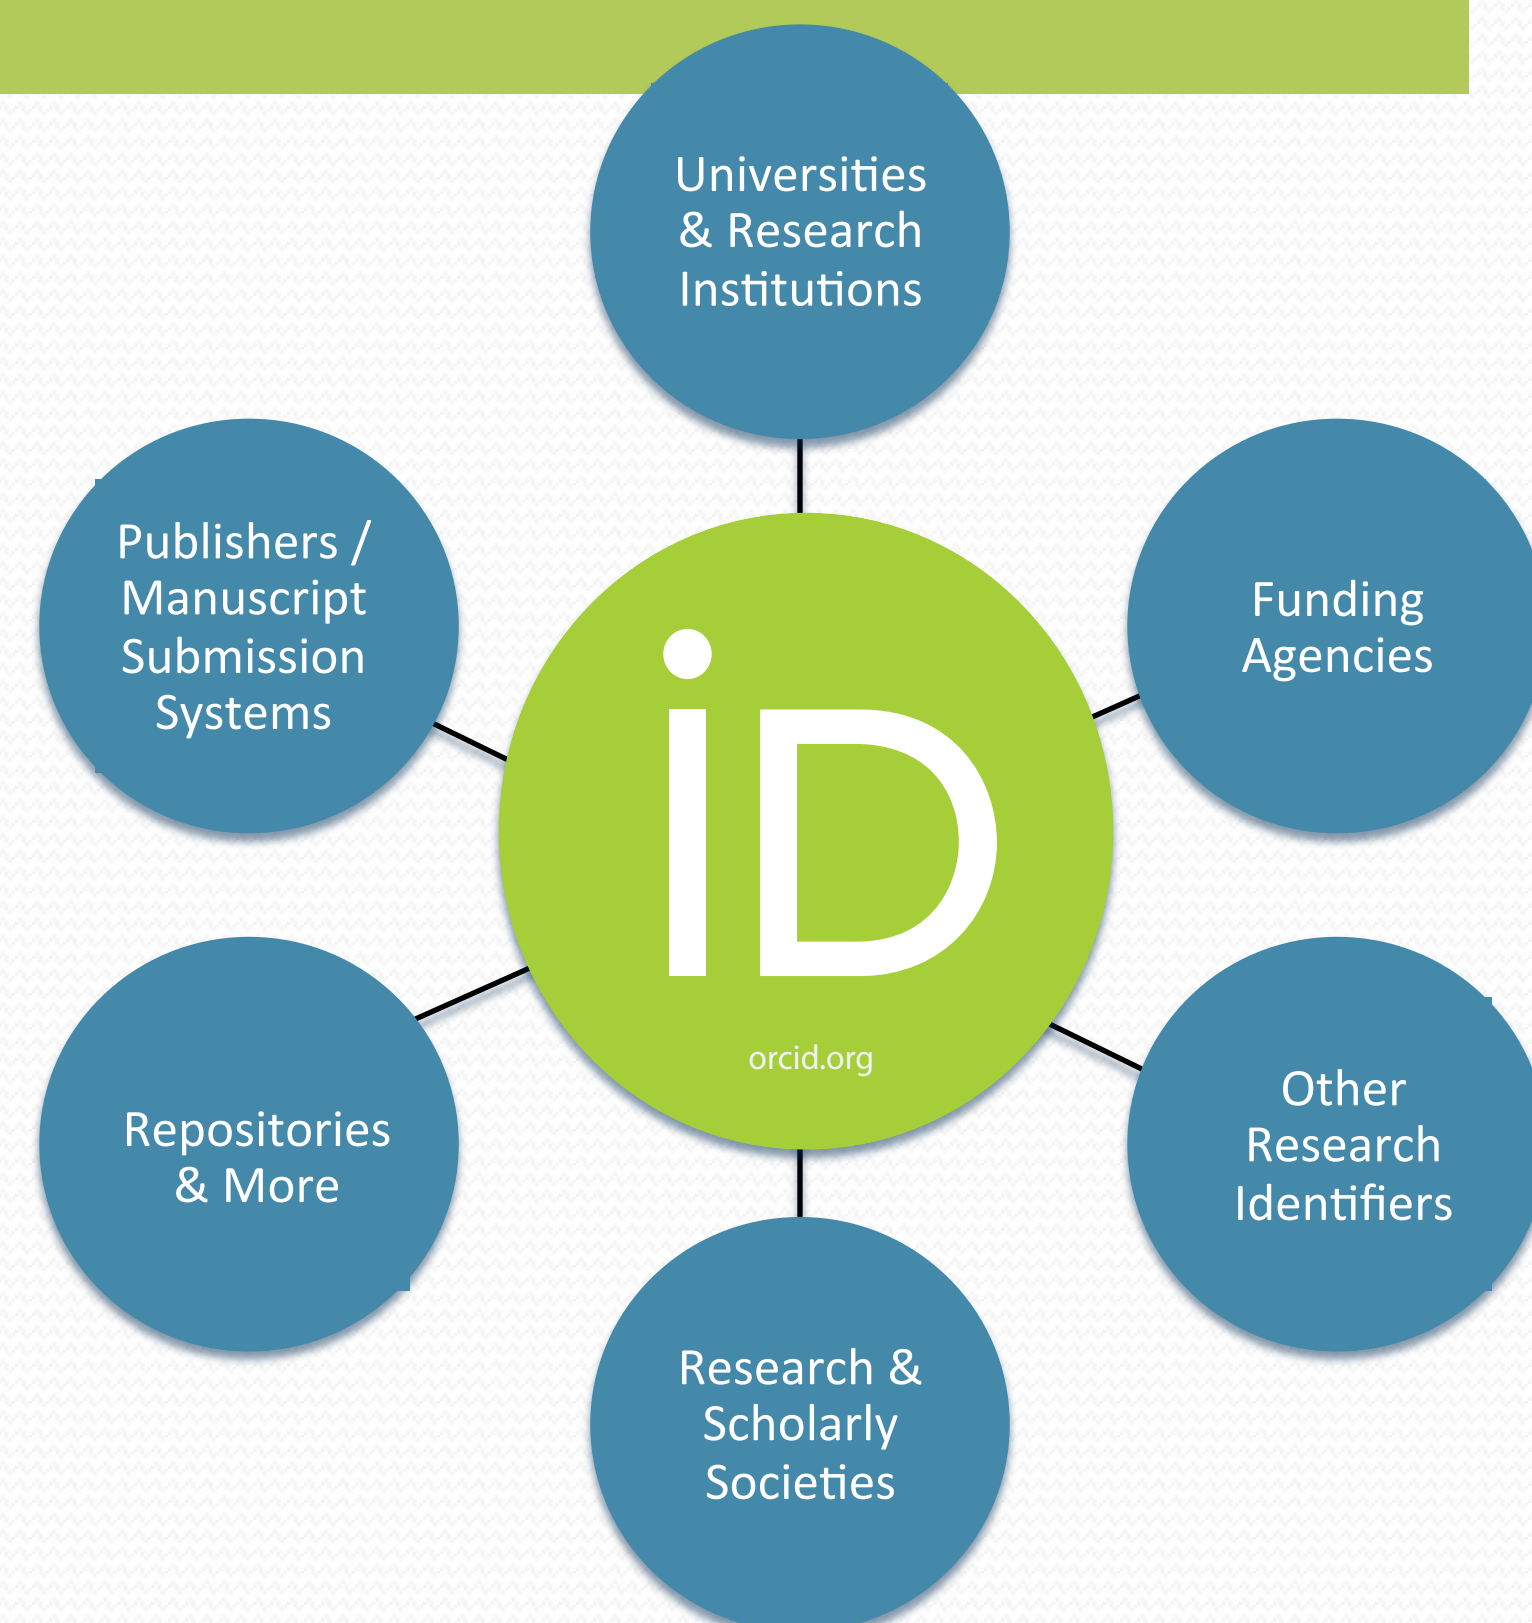 Universities
& Research
Institutions
Funding
Agencies
Other
Research
Identifiers
Research &
Scholarly
Societies
Repositories
& More
Publishers /
Manuscript
Submission
Systems
iD
orcid.org